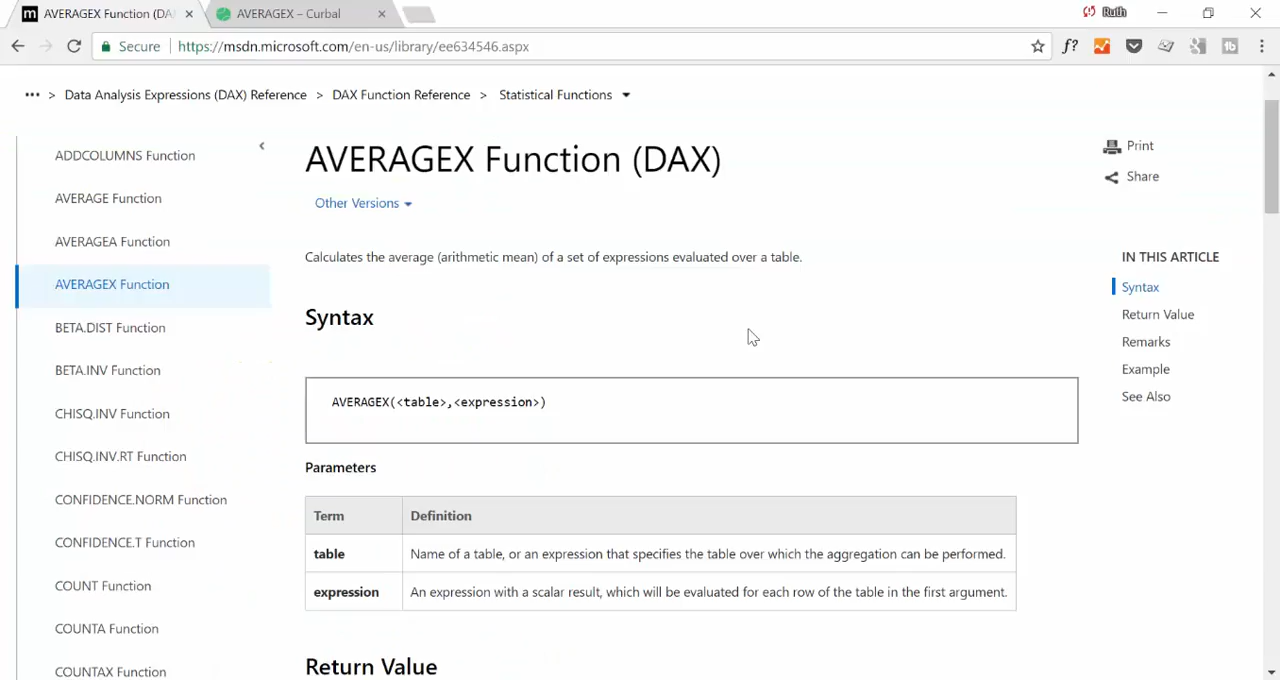 AVERAGEX Function (DA
AVERAGEX – Curbal
Ruth
Secure
https://msdn.microsoft.com/en-us/library/ee634546.aspx
f?
••• > Data Analysis Expressions (DAX) Reference > DAX Function Reference > Statistical Functions
ADDCOLUMNS Function
AVERAGE Function
AVERAGEA Function
AVERAGEX Function
BETA.DIST Function
BETA.INV Function
CHISQ.INV Function
CHISQ.INV.RT Function
CONFIDENCE.NORM Function
CONFIDENCE.T Function
COUNT Function
COUNTA Function
COUNTAX Function
AVERAGEX Function (DAX)
Other Versions
Calculates the average (arithmetic mean) of a set of expressions evaluated over a table.
Syntax
AVERAGEX(<table>,<expression>)
Parameters
Term Definition
table Name of a table, or an expression that specifies the table over which the aggregation can be performed.
expression An expression with a scalar result, which will be evaluated for each row of the table in the first argument.
Return Value
Print
Share
IN THIS ARTICLE
Syntax
Return Value
Remarks
Example
See Also